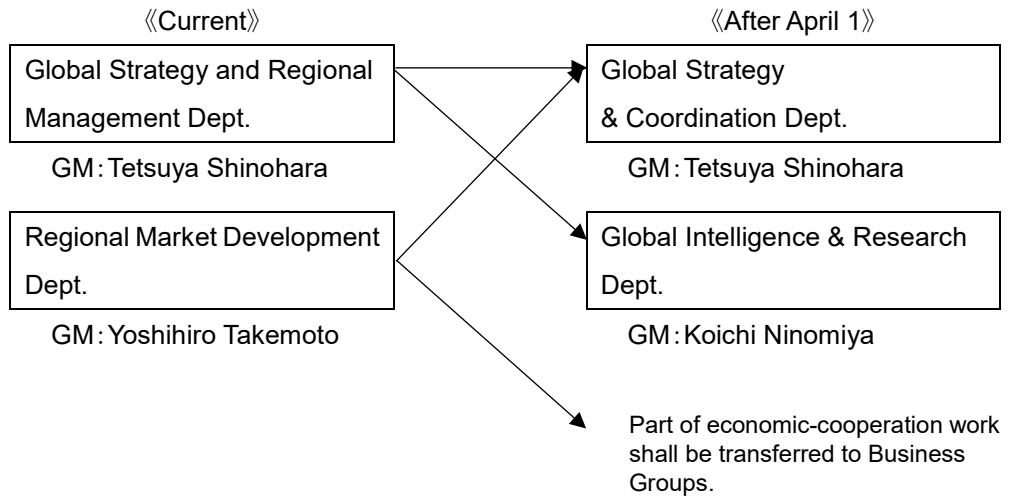 《Current》
《After April 1》
Global Strategy and Regional
Management Dept.
GM：Tetsuya Shinohara
Global Strategy
& Coordination Dept.
GM：Tetsuya Shinohara
Regional Market Development
Dept.
GM：Yoshihiro Takemoto
Global Intelligence & Research
Dept.
GM：Koichi Ninomiya
Part of economic-cooperation work
shall be transferred to Business
Groups.